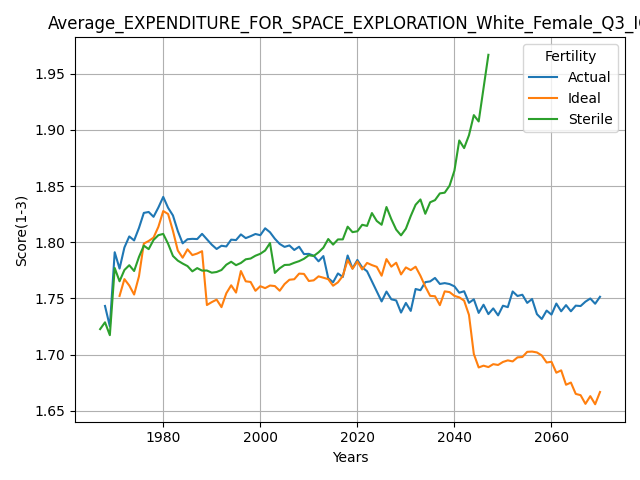 Average_EXPENDITURE_FOR_SPACE_EXPLORATION_White_Female_Q3_I
Fertility
Actual
Ideal
Sterile
Score(1-3)
1.95
1.90
1.85
1.80
1.75
1.70
1.65
1980
2000
2020
2040
2060
Years